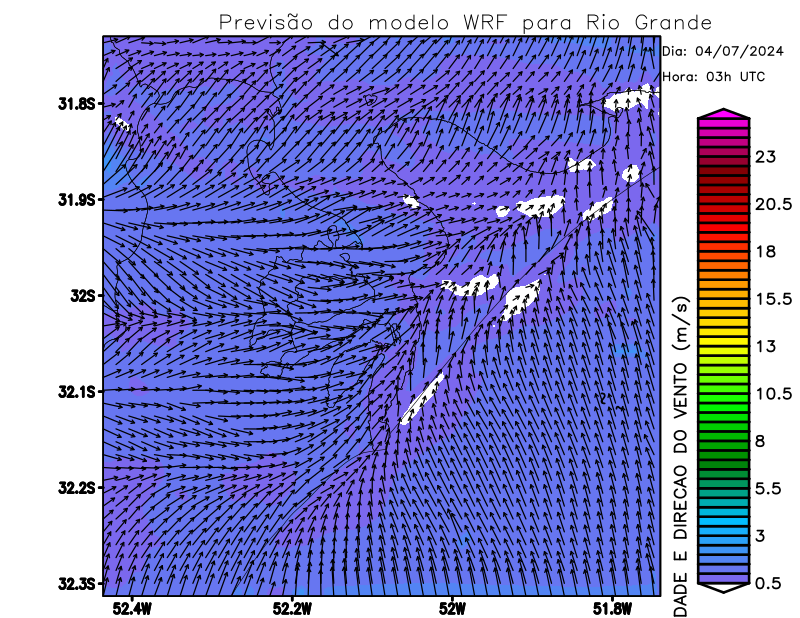 Previsão do modelo WRF para Rio Grande
Dia: 04/07/2024
Hora: 03h UTC
31.8S
31.9S
32S
32.1S
32.2S
32.3S
52.4W
52.2W
52W
51.8W
DADE E DIRECAO DO VENTO (m/s)
23
20.5
18
15.5
13
10.5
8
5.5
3
0.5